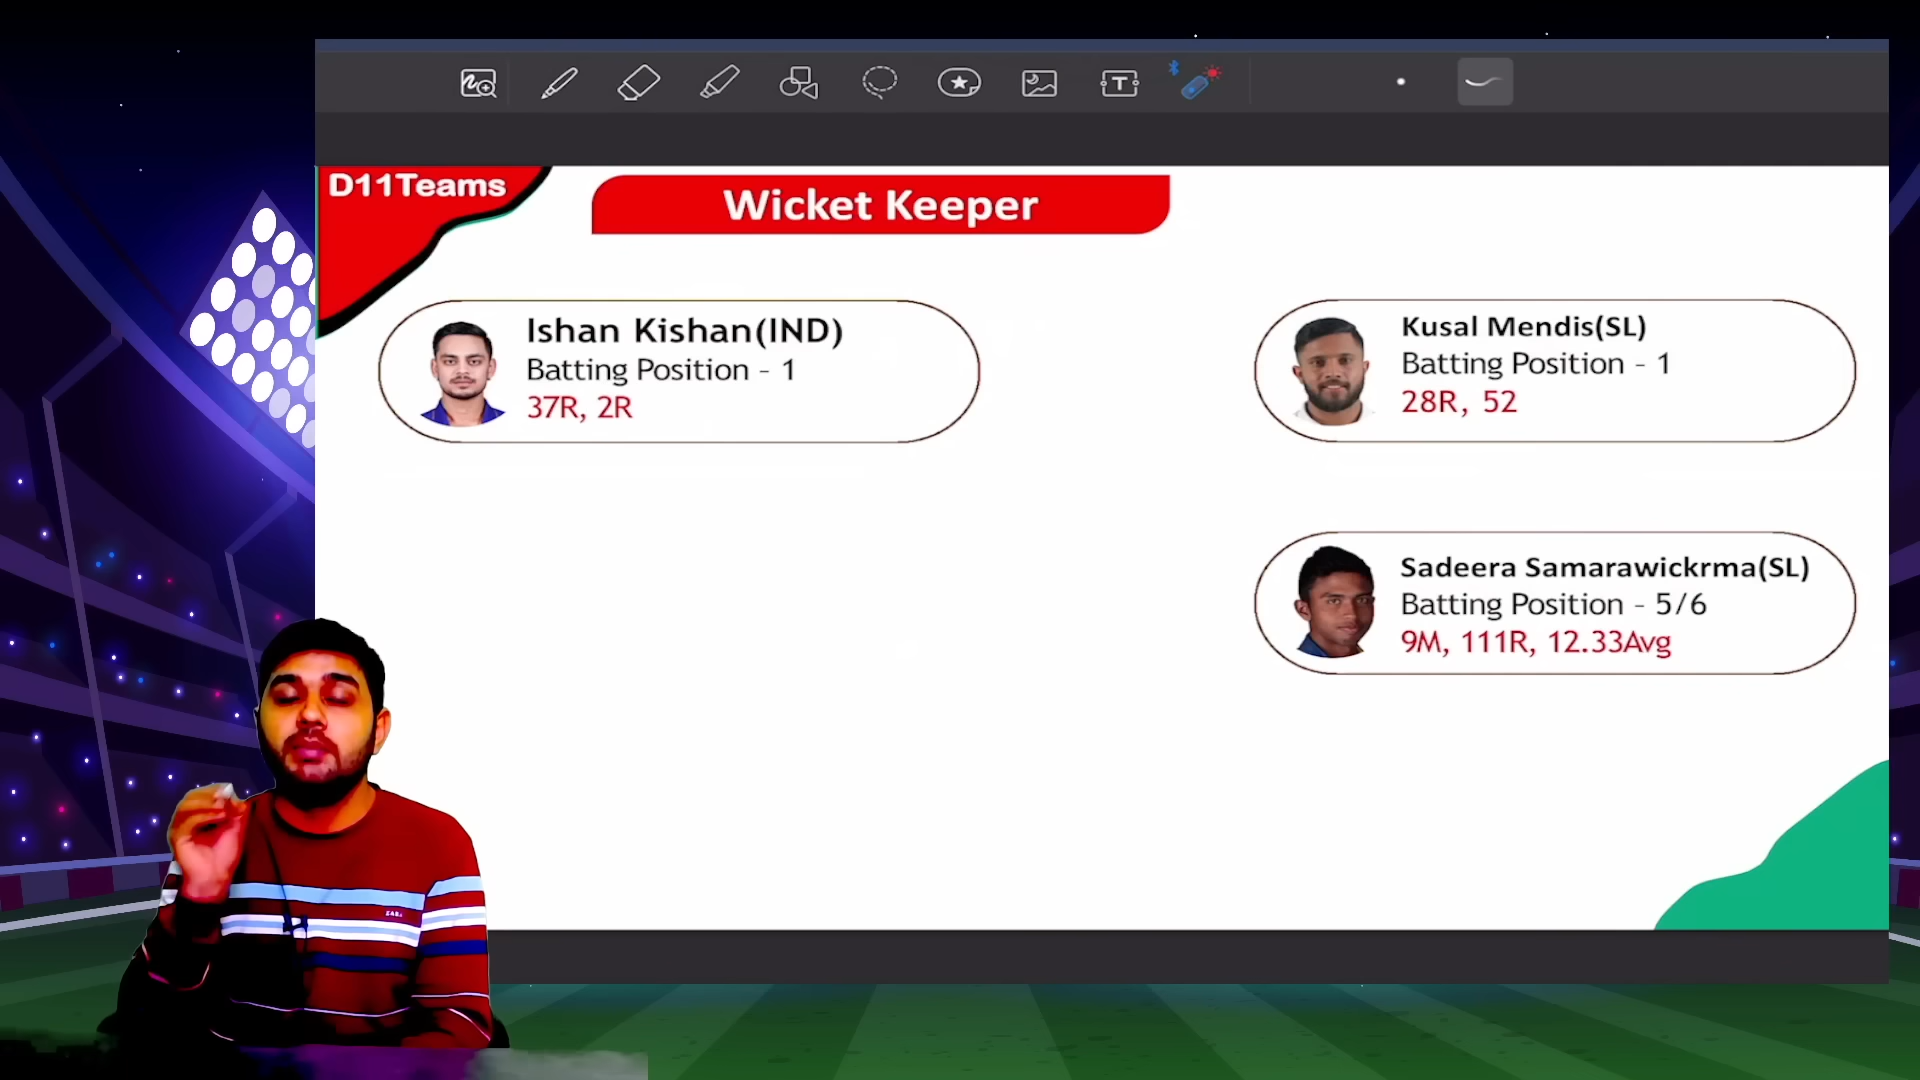 D11Teams
Wicket Keeper
Ishan Kishan(IND)
Batting Position - 1
37R, 2R
Kusal Mendis(SL)
Batting Position - 1
28R, 52
Sadeera Samarawickrma(SL)
Batting Position - 5/6
9M, 111R, 12.33Avg
ZARA